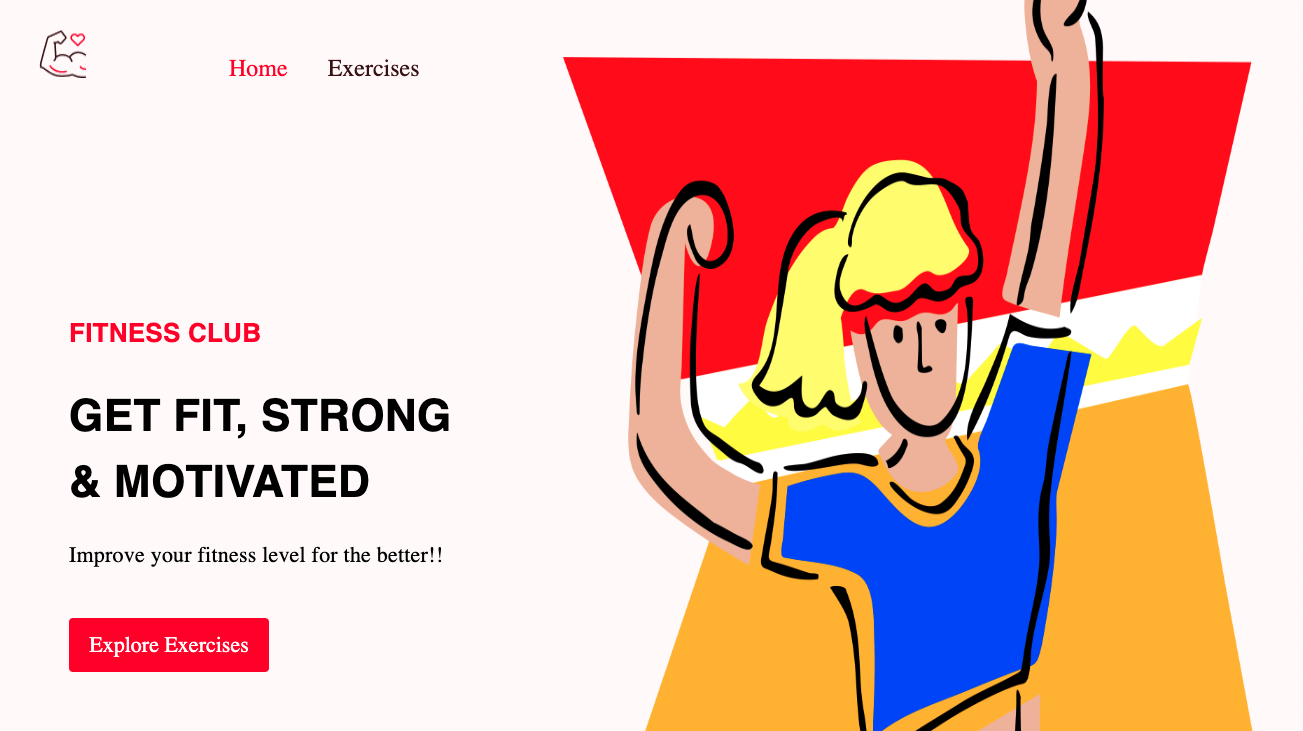 Home Exercises
FITNESS CLUB
GET FIT, STRONG
& MOTIVATED
Improve your fitness level for the better!!
Explore Exercises